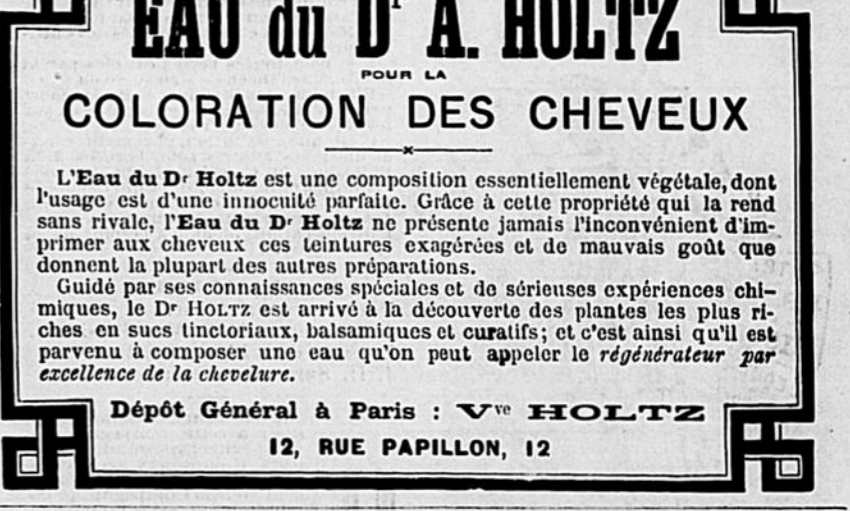 EAU du Dr A. HOLTZ
POUR LA
COLORATION DES CHEVEUX
L'Eau du Dr Holtz est une composition essentiellement végétale, dont
l'usage est d'une innocuité parfaite. Grâce à cette propriété qui la rend
sans rivale, l'Eau du Dr Holtz ne présente jamais l'inconvénient d'im-
primer aux cheveux ces teintures exagérées et de mauvais goût que
donnent la plupart des autres préparations.
Guidé par ses connaissances spéciales et de sérieuses expériences chi-
miques, le Dr HOLTZ est arrivé à la découverte des plantes les plus ri-
ches en sucs tinctoriaux, balsamiques et curatifs; et c'est ainsi qu'il est
parvenu à composer une eau qu'on peut appeler le régénérateur par
excellence de la chevelure.
Dépôt Général à Paris : Vve HOLTZ
12, RUE PAPILLON, 12